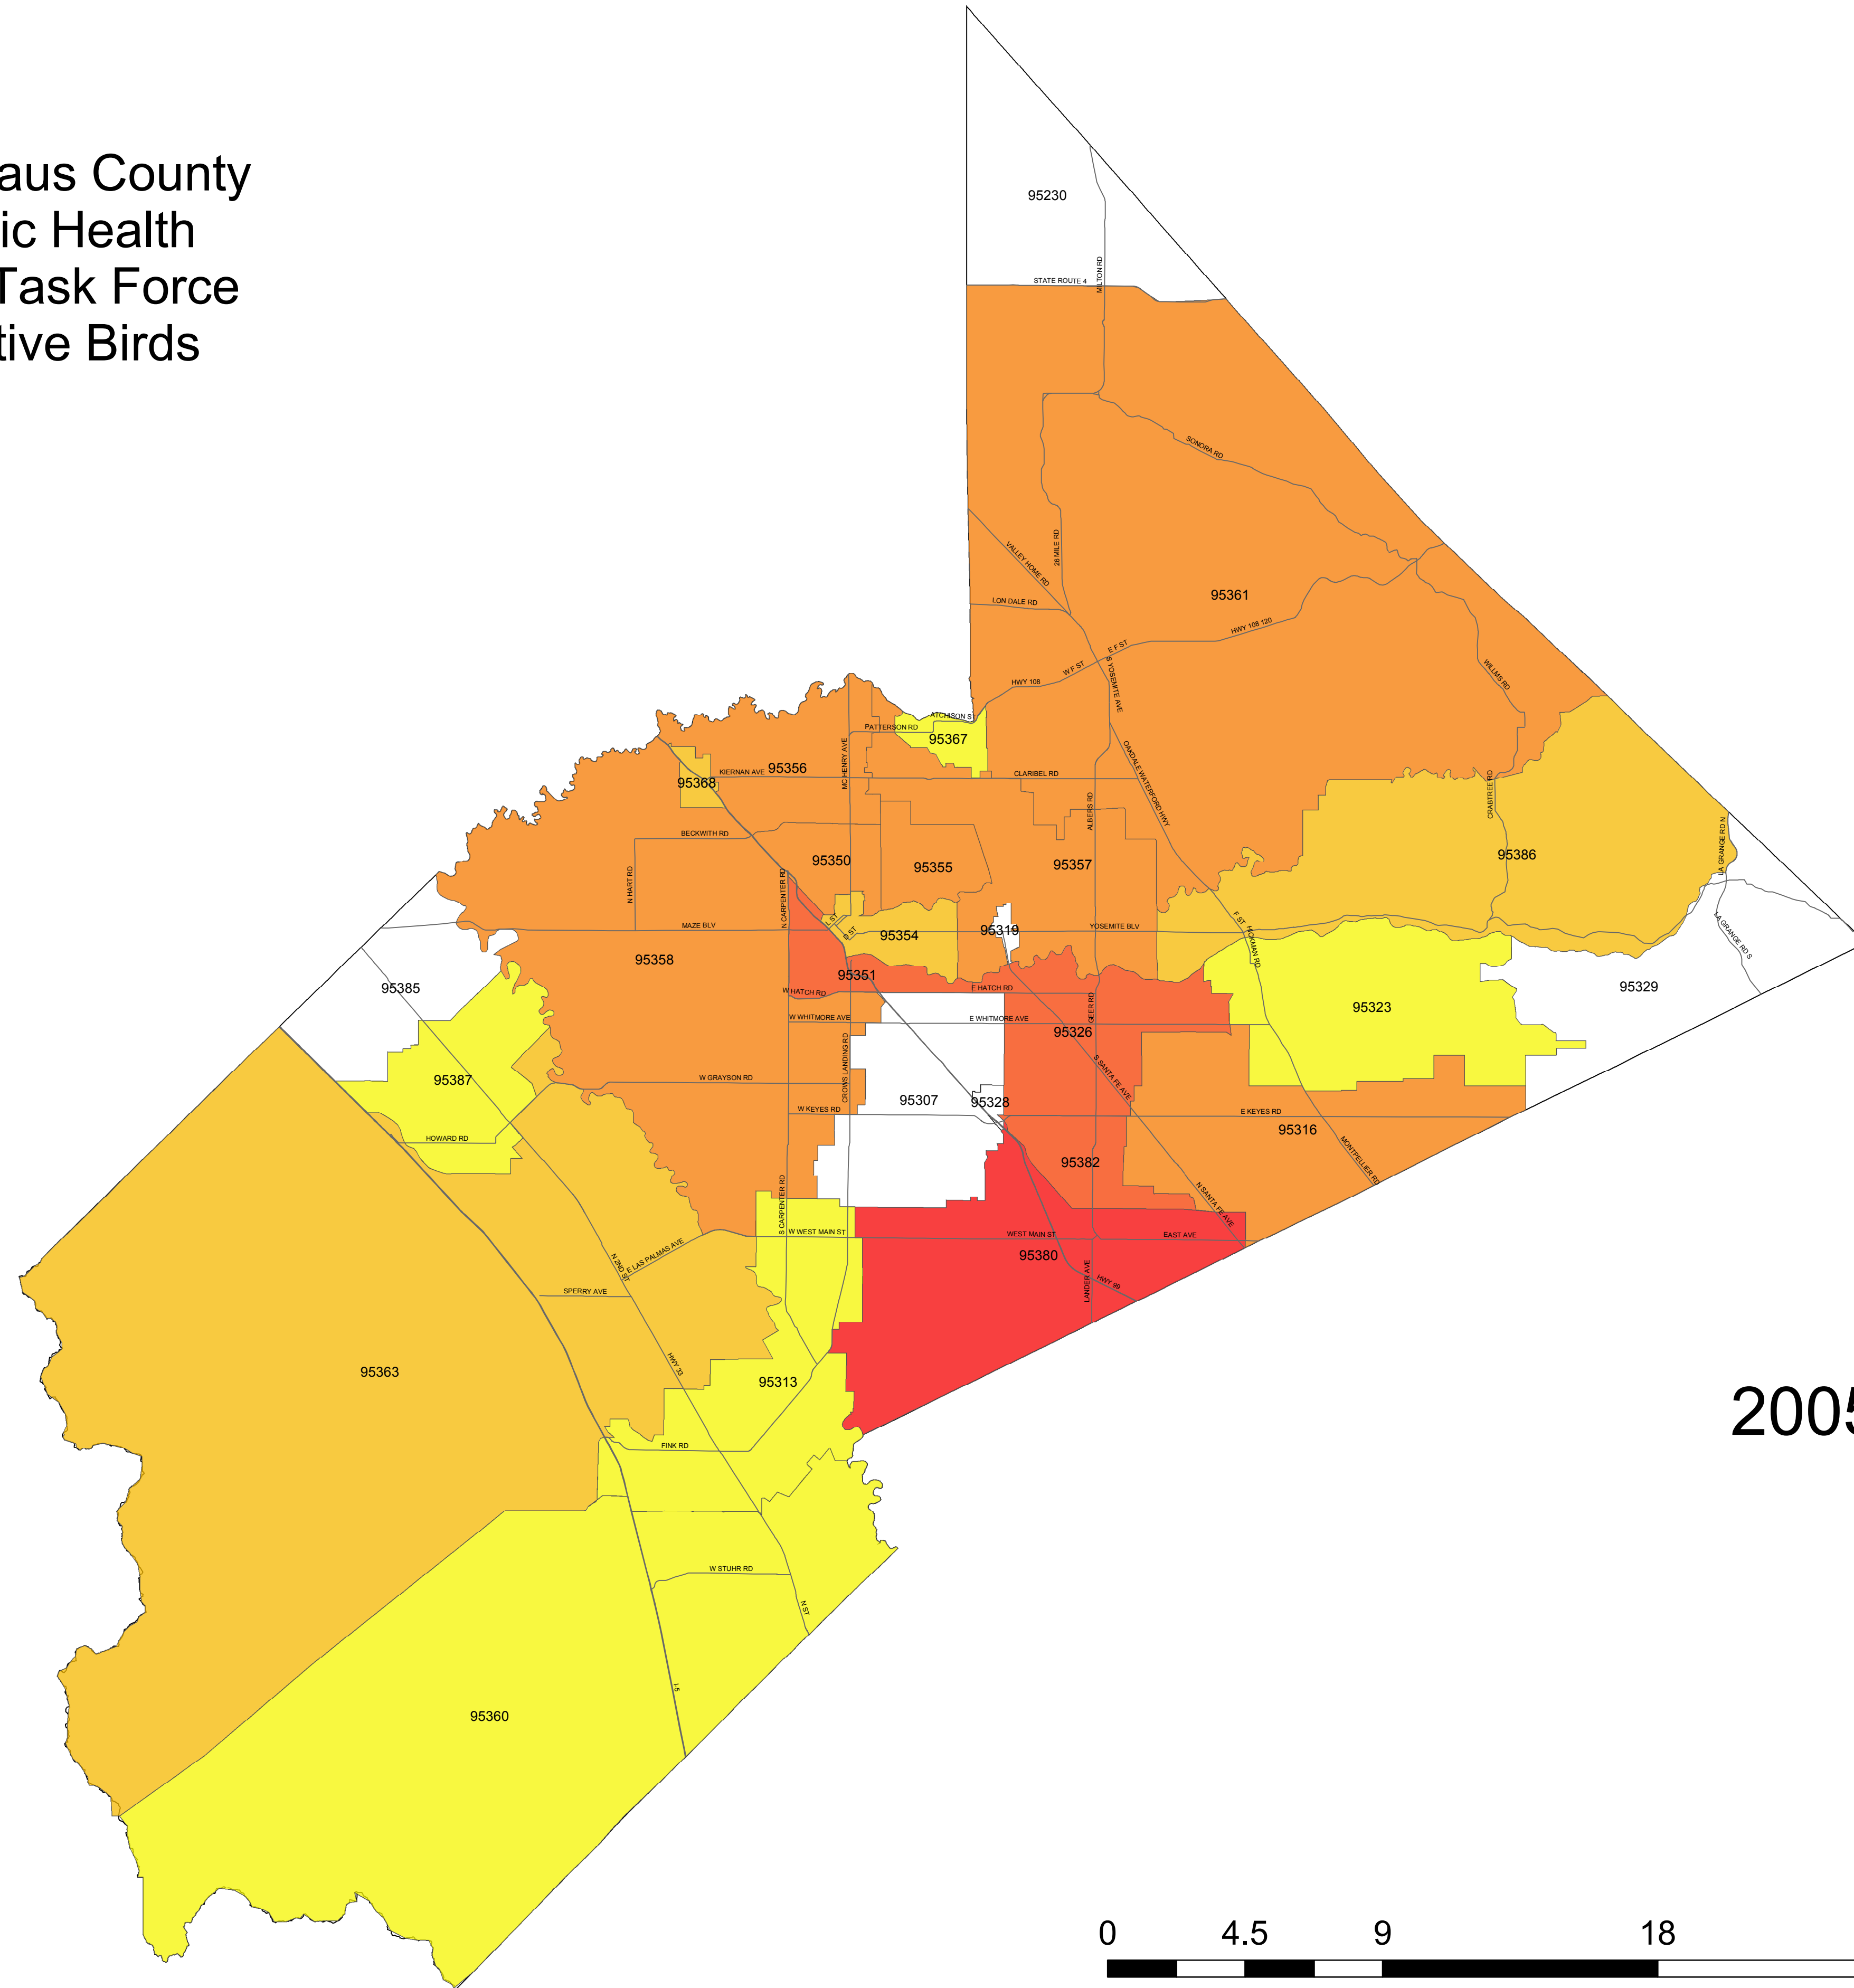 aus County
ic Health
Task Force
tive Birds
95230
MILTON RD
STATE ROUTE 4
SONORA RD
VALLEY HOME RD
26 MILE RD
95361
LON DALE RD
HWY 108 120
E F ST
W F ST
S YOSEMITE AVE
WILLMS RD
HWY 108
ATCHISON ST
PATTERSON RD
95367
OAKDALE WATERFORD HWY
MC HENRY AVE
95356
KIERNAN AVE
95368
CLARIBEL RD
CRABTREE RD
ALBERS RD
BECKWITH RD
LA GRANGE RD N
95350
95355
95357
95386
N HART RD
N CARPENTER RD
L ST
D ST
F ST
HICKMAN RD
LA GRANGE RD S
MAZE BLV
95354
95319
YOSEMITE BLV
95358
95351
95385
W HATCH RD
E HATCH RD
95329
GEER RD
95323
W WHITMORE AVE
E WHITMORE AVE
95326
CROWS LANDING RD
S SANTA FE AVE
95387
W GRAYSON RD
95307
95328
W KEYES RD
E KEYES RD
95316
HOWARD RD
MONTPELLIER RD
95382
S CARPENTER RD
N SANTA FE AVE
W WEST MAIN ST
WEST MAIN ST
EAST AVE
E LAS PALMAS AVE
N 2ND ST
95380
LANDER AVE
HWY 99
SPERRY AVE
HWY 33
95363
95313
2005
FINK RD
W STUHR RD
N ST
I-5
95360
0 4.5 9 18